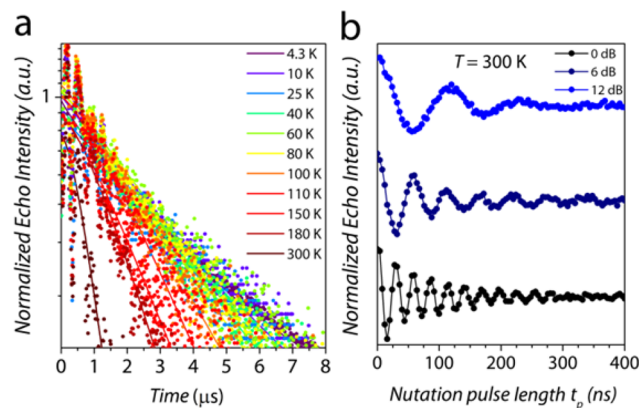 a
Normalized Echo Intensity (a.u.)
1
4.3 K
10 K
25 K
40 K
60 K
80 K
100 K
110 K
150 K
180 K
300 K
0 1 2 3 4 5 6 7 8
Time (μs)
b
Normalized Echo Intensity (a.u.)
T = 300 K
0 dB
6 dB
12 dB
0 100 200 300 400
Nutation pulse length tp (ns)